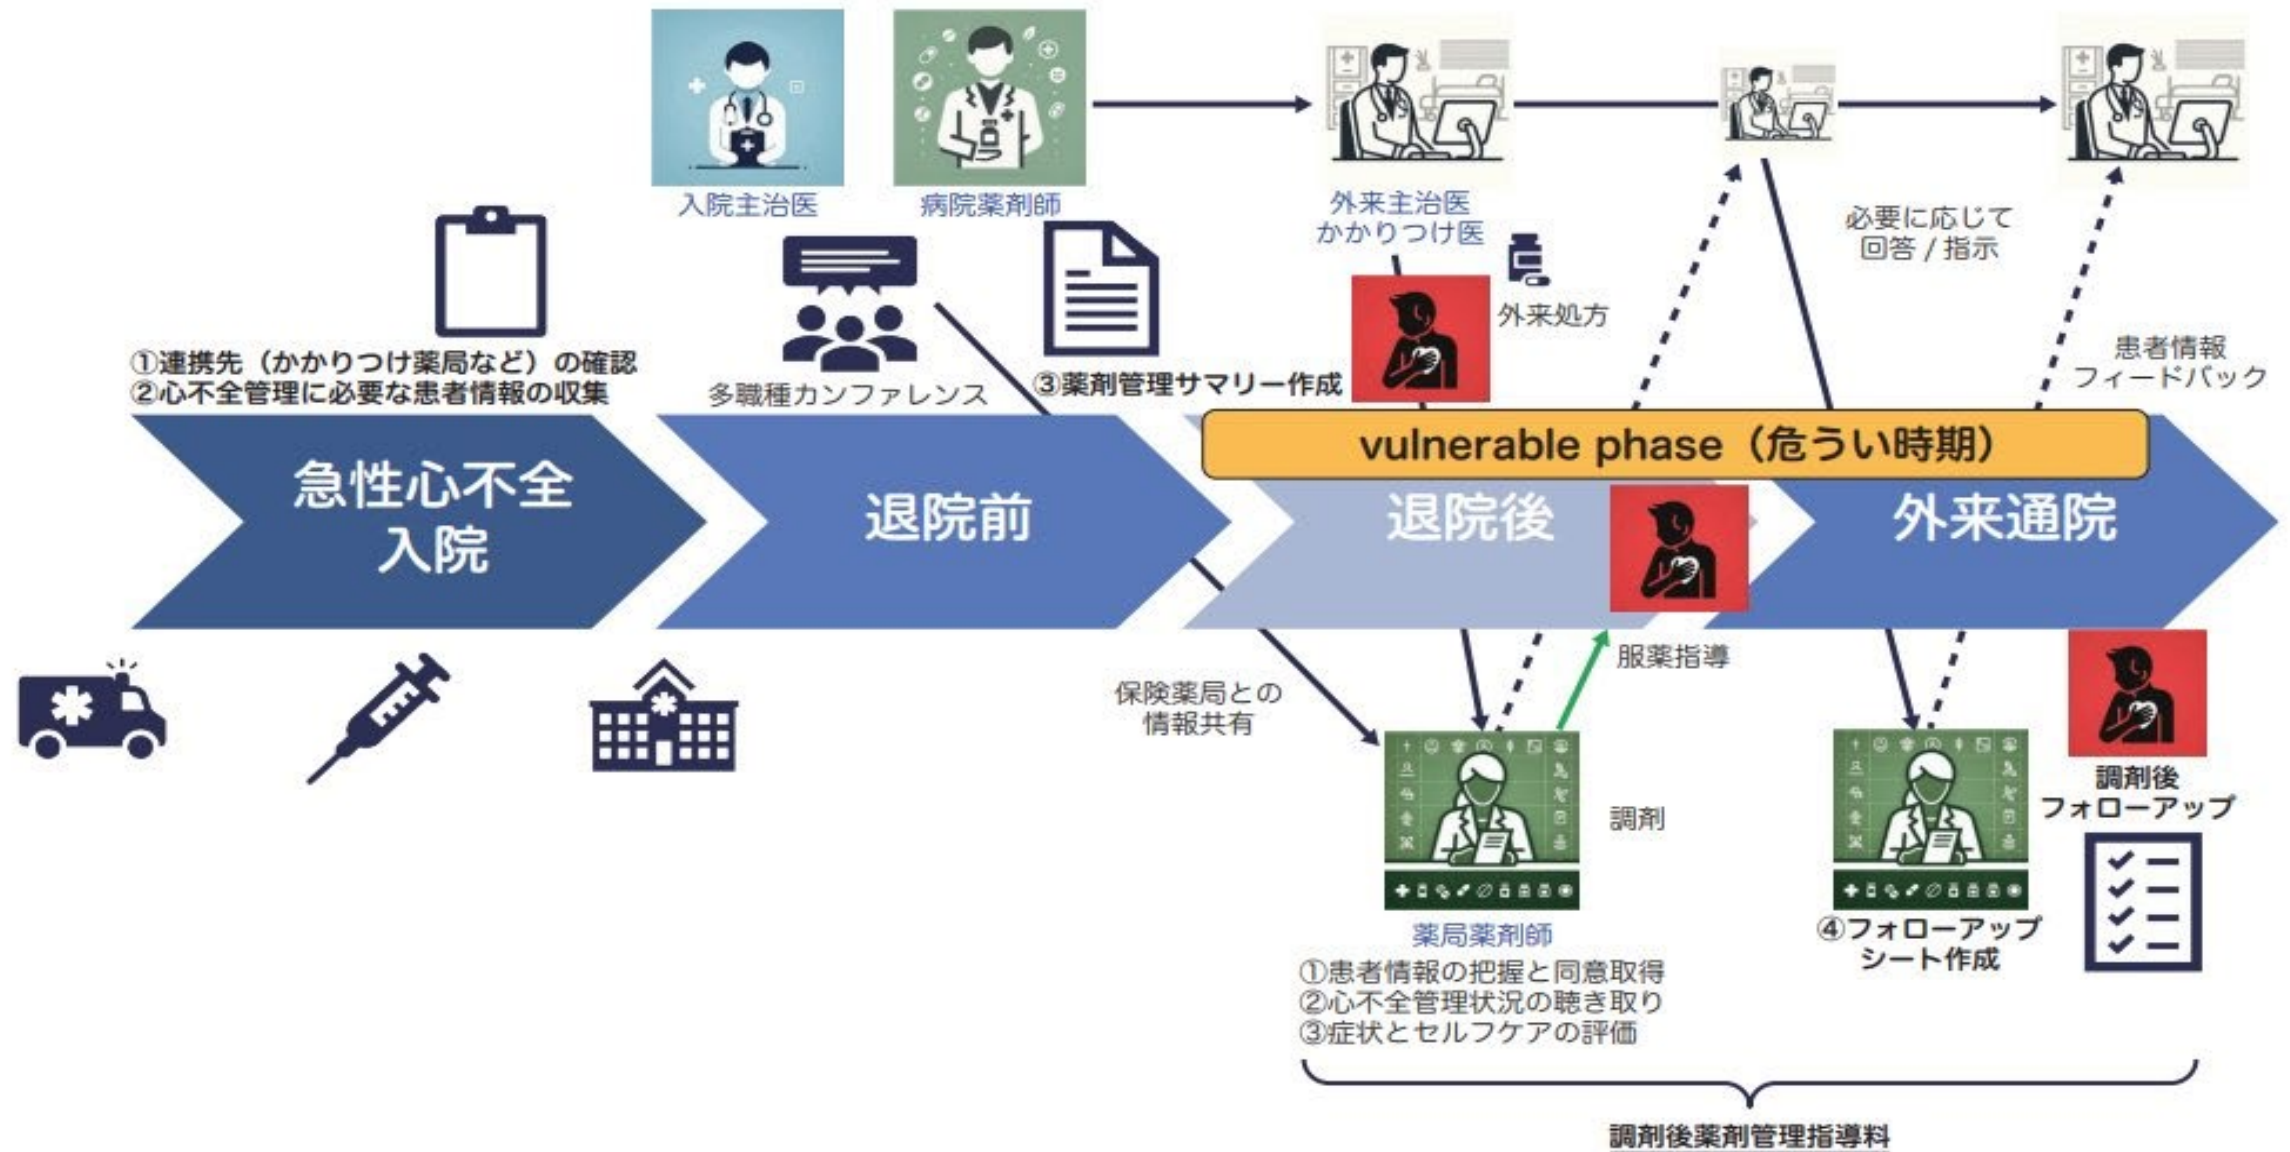 入院主治医
病院薬剤師
外来主治医
かかりつけ医
外来処方
必要に応じて
回答 / 指示
患者情報
フィードバック
①連携先（かかりつけ薬局など）の確認
②心不全管理に必要な患者情報の収集
多職種カンファレンス
③薬剤管理サマリー作成
vulnerable phase（危うい時期）
急性心不全
入院
退院前
退院後
外来通院
保険薬局との
情報共有
服薬指導
調剤
薬局薬剤師
①患者情報の把握と同意取得
②心不全管理状況の聴き取り
③症状とセルフケアの評価
④フォローアップ
シート作成
調剤後
フォローアップ
調剤後薬剤管理指導料